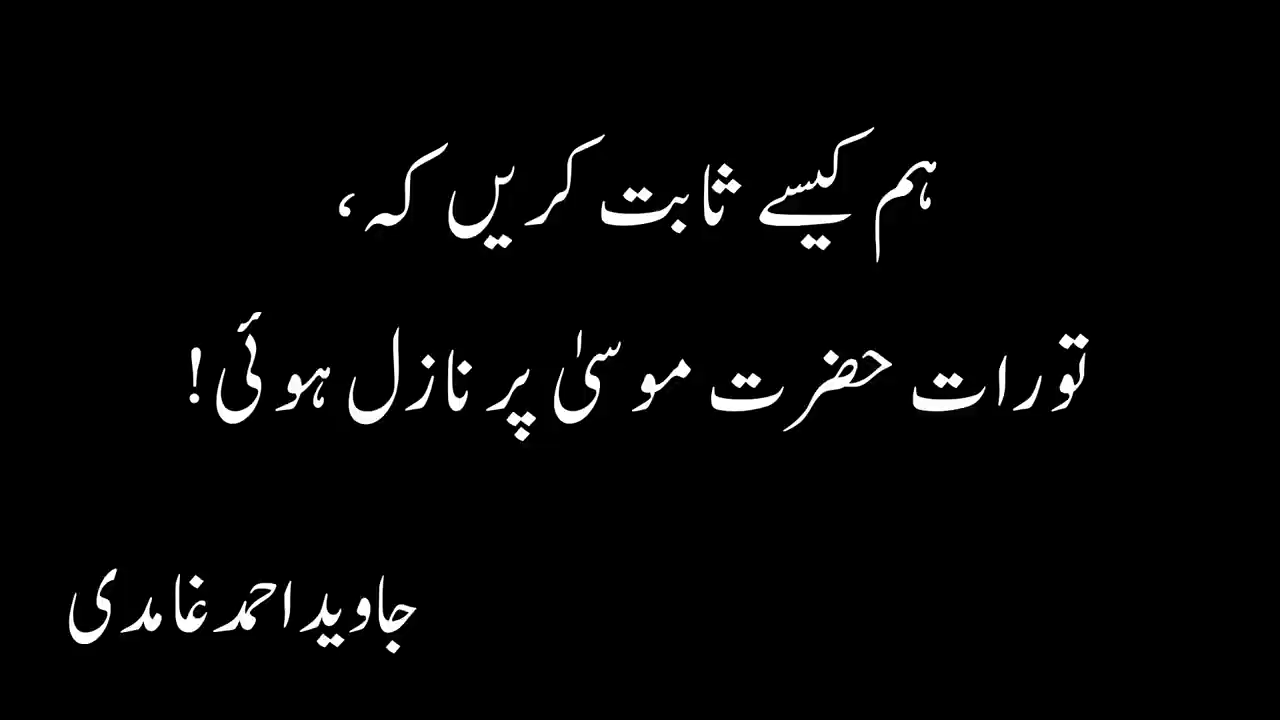 ہم کیسے ثابت کریں کہ،
تورات حضرت موسیٰ پر نازل ہوئی!
جاوید احمد غامدی